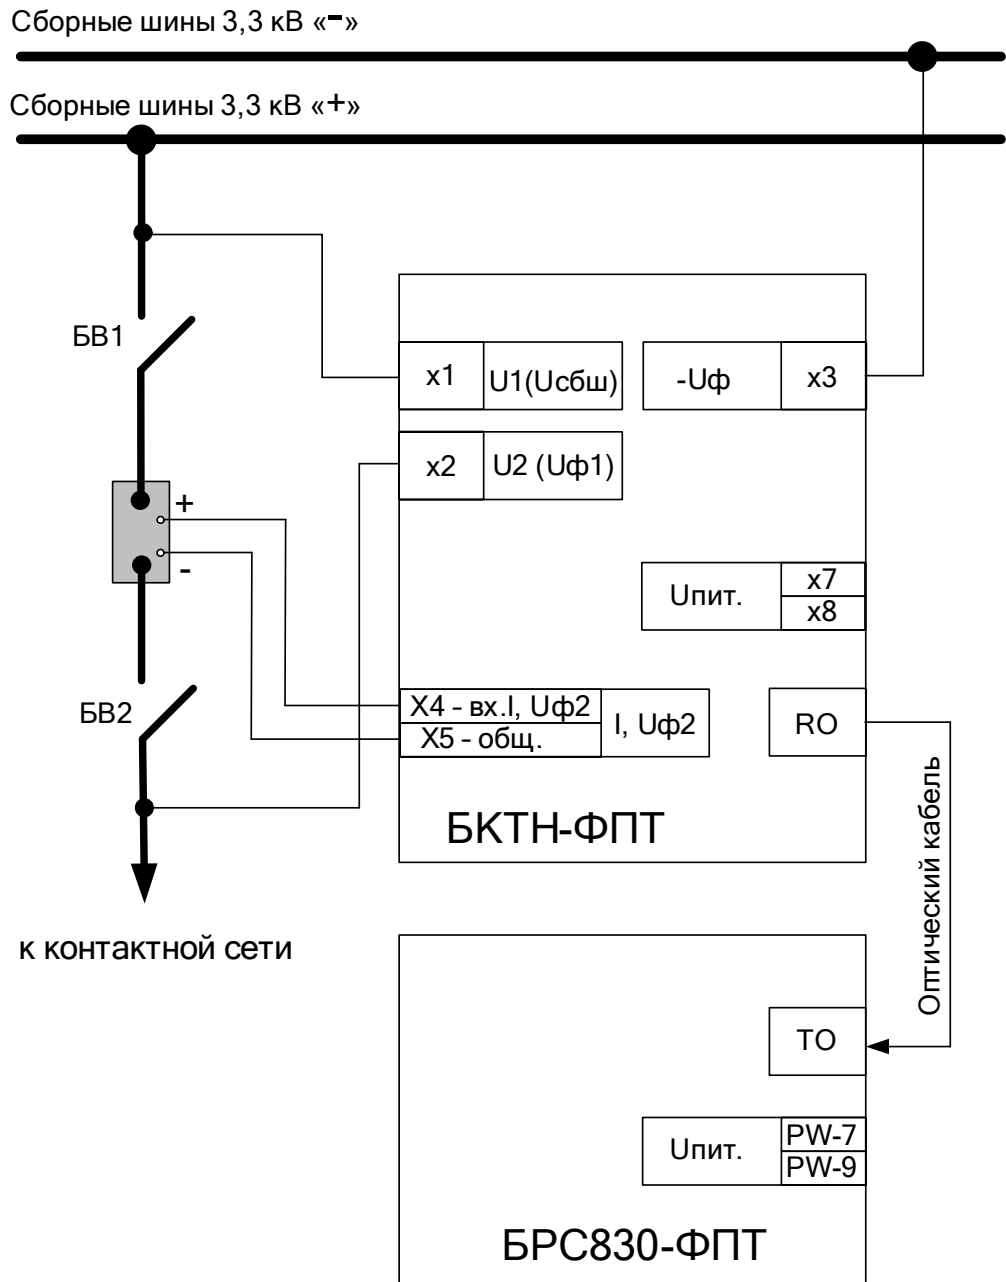 Сборные шины 3,3 кВ «-»
Сборные шины 3,3 кВ «+»
БВ1
x1
U1(Uсбш)
-Uф
x3
x2
U2 (Uф1)
+
-
Uпит.
x7
x8
БВ2
X4 - вх.I, Uф2
X5 - общ.
I, Uф2
RO
БКТН-ФПТ
Оптический кабель
к контактной сети
TO
Uпит.
PW-7
PW-9
БРС830-ФПТ